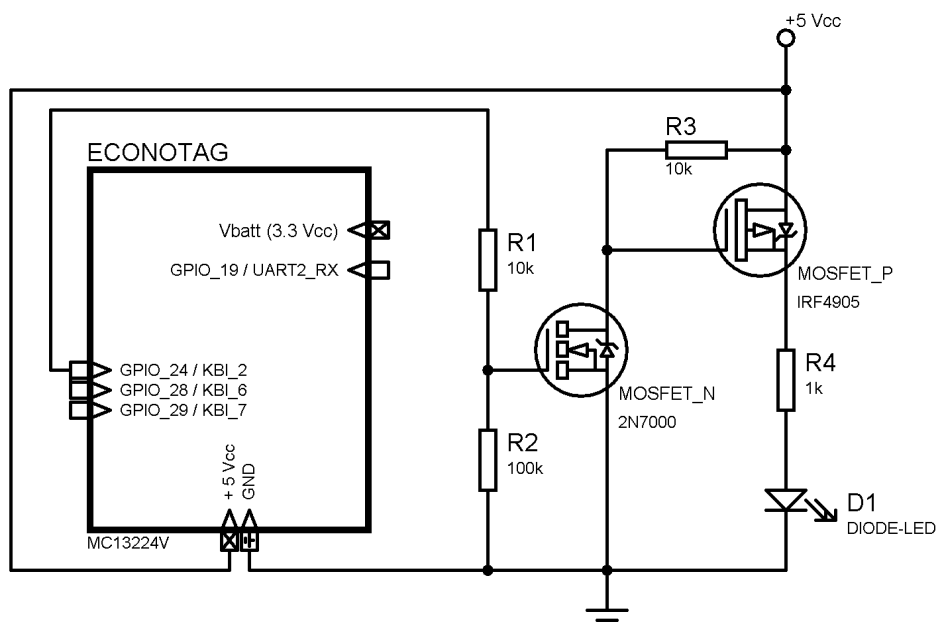 +5 Vcc
R3
10k
ECONOTAG
Vbatt (3.3 Vcc)
GPIO_19 / UART2_RX
R1
10k
MOSFET_P
IRF4905
GPIO_24 / KBI_2
GPIO_28 / KBI_6
GPIO_29 / KBI_7
R4
1k
MOSFET_N
2N7000
R2
100k
+ 5 Vcc
GND
D1
DIODE-LED
MC13224V